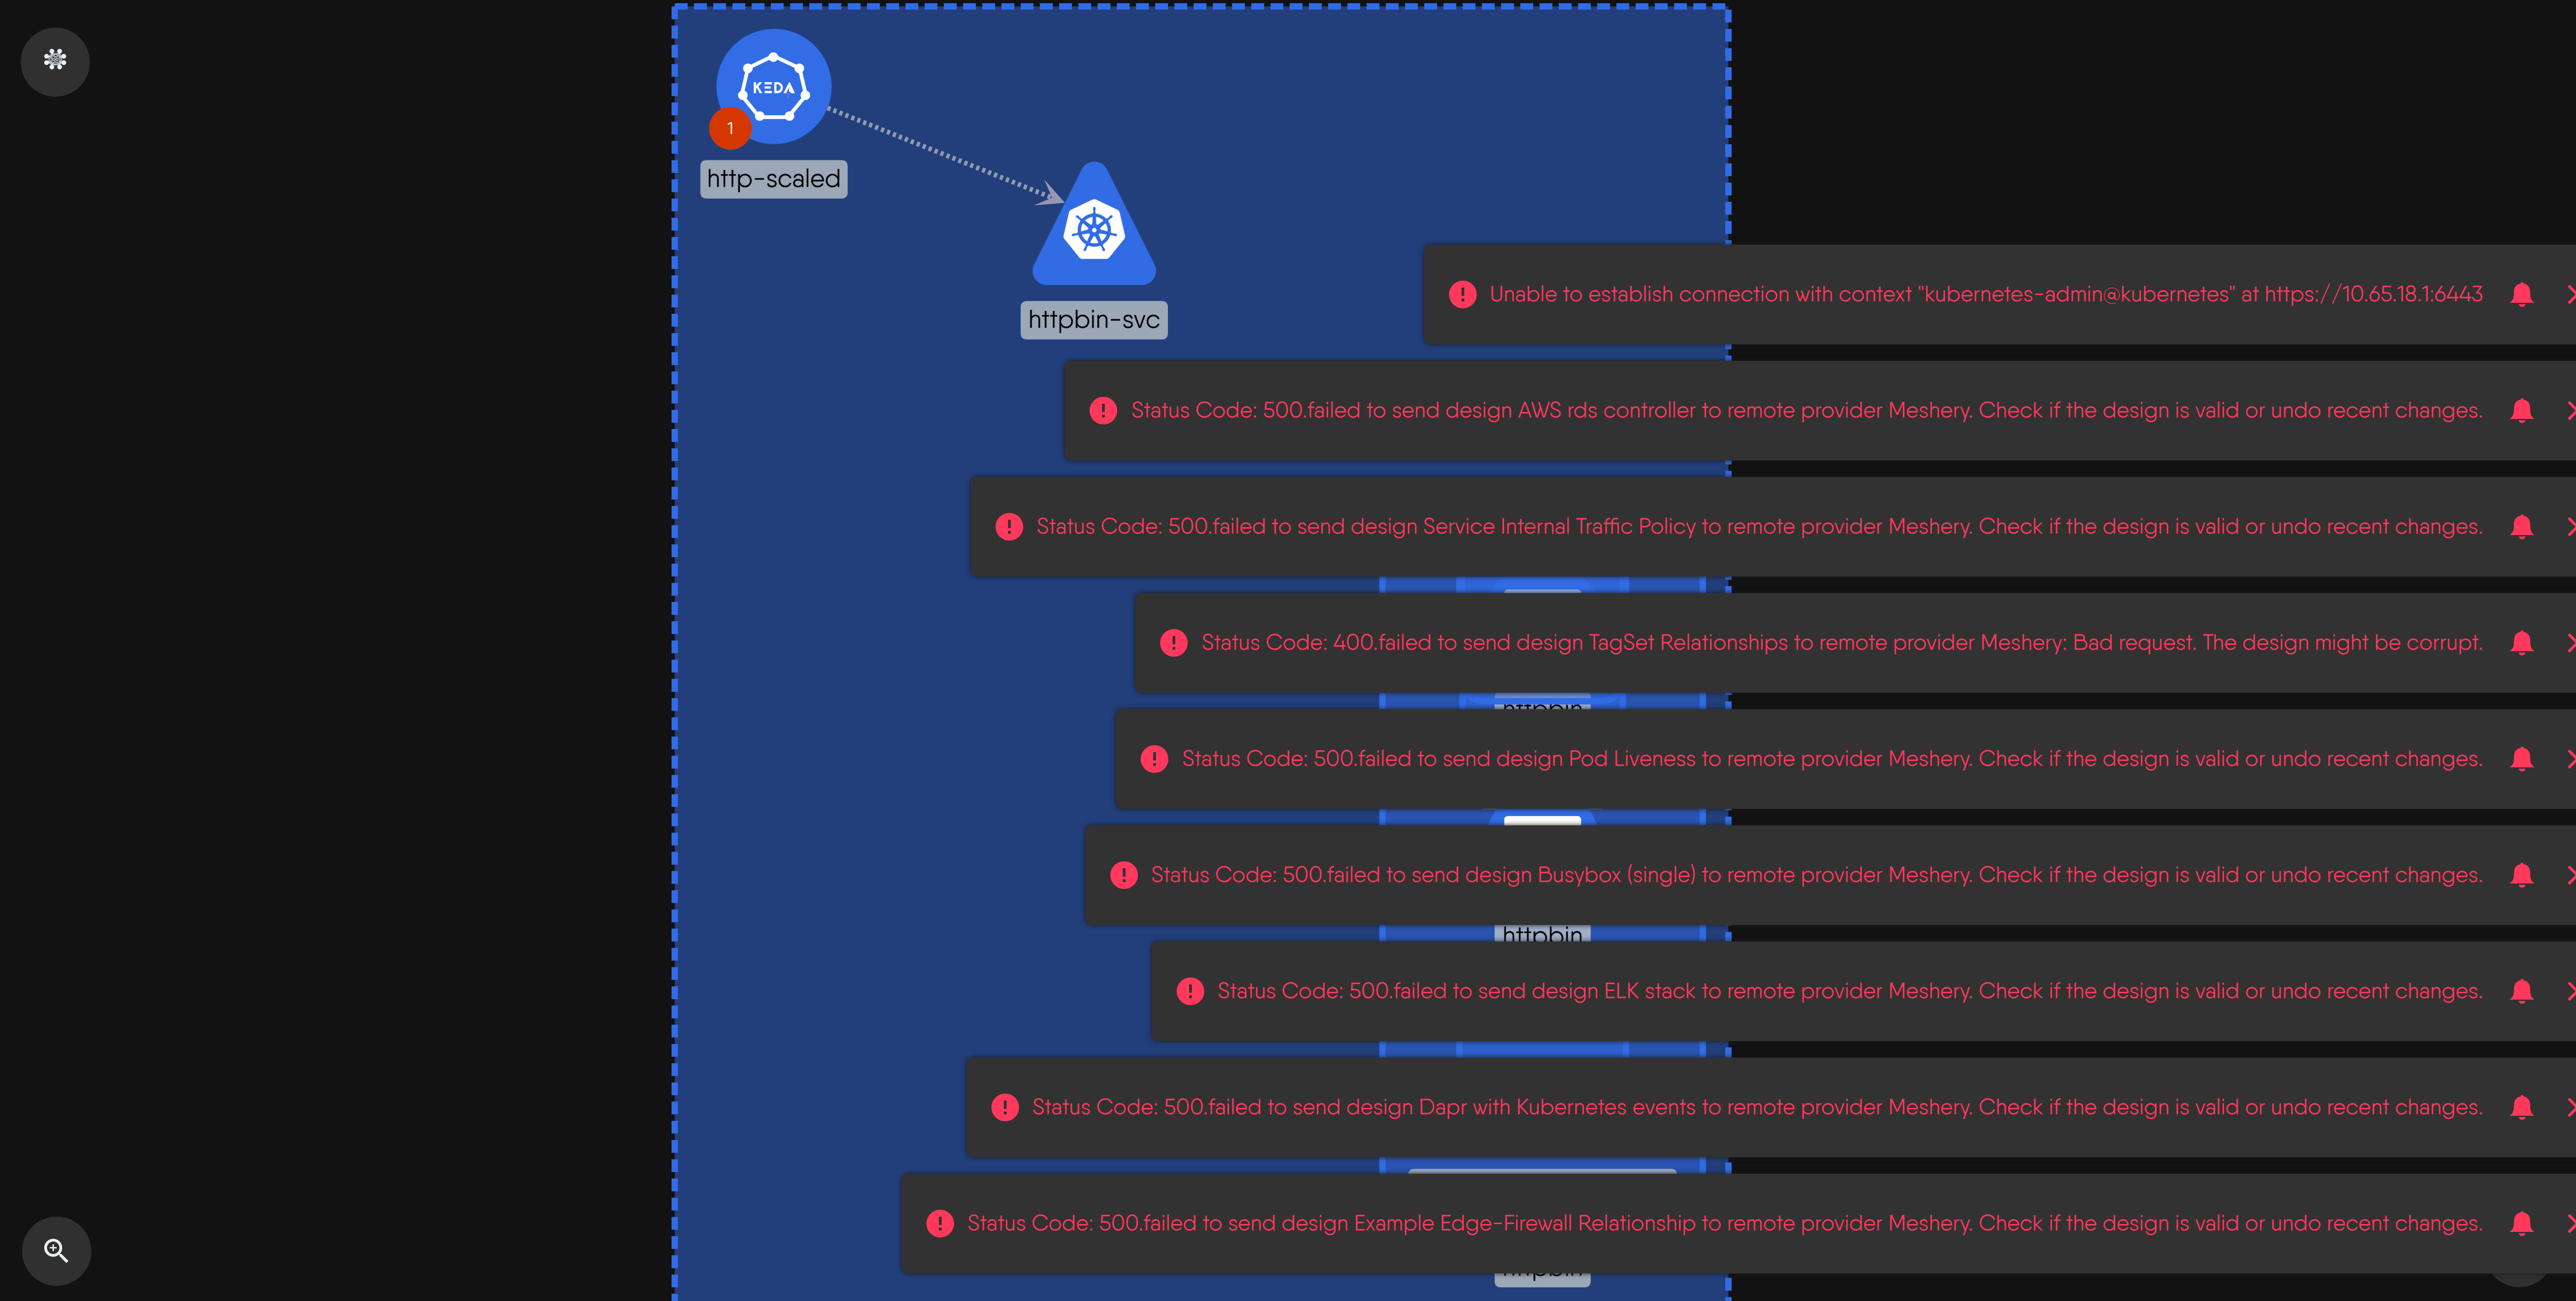 KEDA
1
http-scaled
httpbin-svc
Unable to establish connection with context "kubernetes-admin@kubernetes" at https://10.65.18.1:6443
Status Code: 500.failed to send design AWS rds controller to remote provider Meshery. Check if the design is valid or undo recent changes.
Status Code: 500.failed to send design Service Internal Traffic Policy to remote provider Meshery. Check if the design is valid or undo recent changes.
Status Code: 400.failed to send design TagSet Relationships to remote provider Meshery: Bad request. The design might be corrupt.
httpbin
Status Code: 500.failed to send design Pod Liveness to remote provider Meshery. Check if the design is valid or undo recent changes.
Status Code: 500.failed to send design Busybox (single) to remote provider Meshery. Check if the design is valid or undo recent changes.
httpbin
Status Code: 500.failed to send design ELK stack to remote provider Meshery. Check if the design is valid or undo recent changes.
Status Code: 500.failed to send design Dapr with Kubernetes events to remote provider Meshery. Check if the design is valid or undo recent changes.
Status Code: 500.failed to send design Example Edge-Firewall Relationship to remote provider Meshery. Check if the design is valid or undo recent changes.